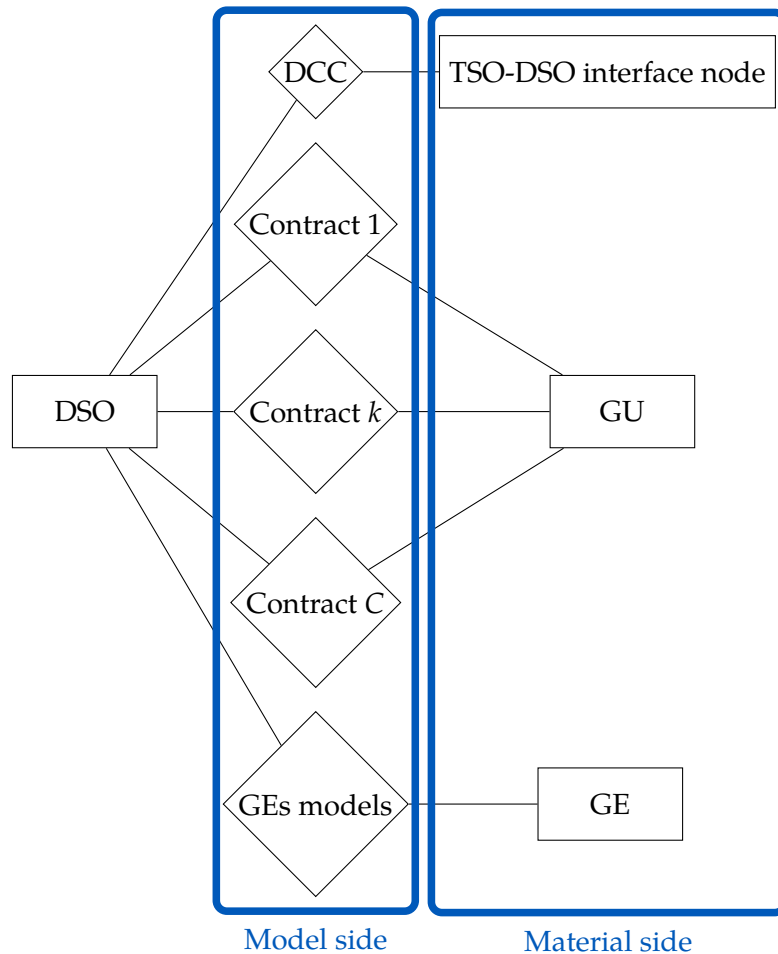 DCC
TSO-DSO interface node
Contract 1
DSO
Contract k
GU
Contract C
GEs models
GE
Model side
Material side